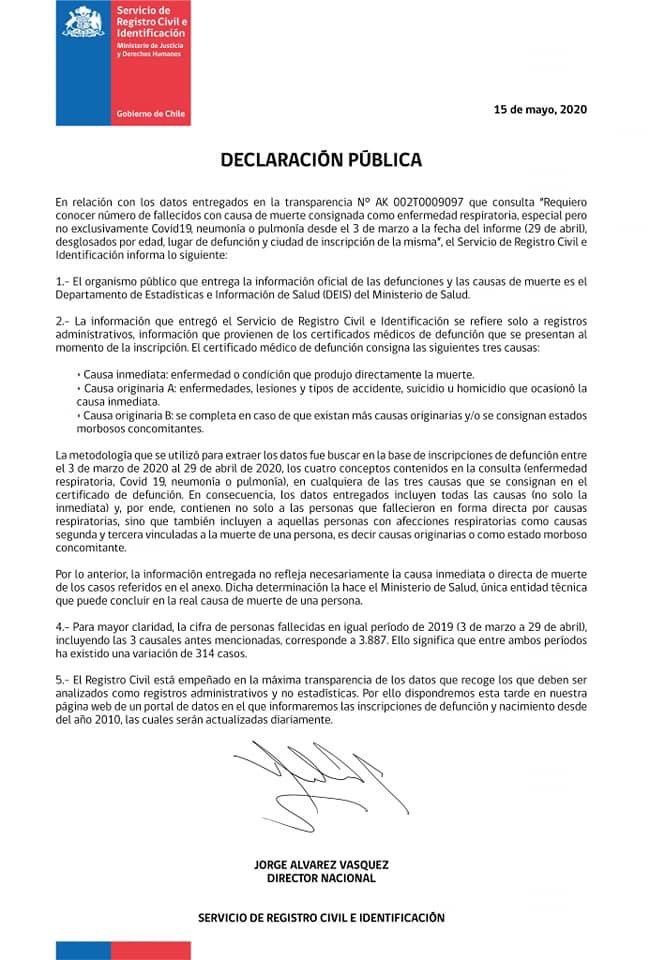 Servicio de
Registro Civil e
Identificación
Ministerio de Justicia
y Derechos Humanos
Gobierno de Chile
15 de mayo, 2020
DECLARACIÓN PÚBLICA
En relación con los datos entregados en la transparencia Nº AK 002T0009097 que consulta "Requiero
conocer número de fallecidos con causa de muerte consignada como enfermedad respiratoria, especial pero
no exclusivamente Covid19, neumonía o pulmonía desde el 3 de marzo a la fecha del informe (29 de abril),
desglosados por edad, lugar de defunción y ciudad de inscripción de la misma", el Servicio de Registro Civil e
Identificación informa lo siguiente:
1.- El organismo público que entrega la información oficial de las defunciones y las causas de muerte es el
Departamento de Estadísticas e Información de Salud (DEIS) del Ministerio de Salud.
2.- La información que entregó el Servicio de Registro Civil e Identificación se refiere solo a registros
administrativos, información que provienen de los certificados médicos de defunción que se presentan al
momento de la inscripción. El certificado médico de defunción consigna las siguientes tres causas:
• Causa inmediata: enfermedad o condición que produjo directamente la muerte.
• Causa originaria A: enfermedades, lesiones y tipos de accidente, suicidio u homicidio que ocasionó la
causa inmediata.
• Causa originaria B: se completa en caso de que existan más causas originarias y/o se consignan estados
morbosos concomitantes.
La metodología que se utilizó para extraer los datos fue buscar en la base de inscripciones de defunción entre
el 3 de marzo de 2020 al 29 de abril de 2020, los cuatro conceptos contenidos en la consulta (enfermedad
respiratoria, Covid 19, neumonía o pulmonía), en cualquiera de las tres causas que se consignan en el
certificado de defunción. En consecuencia, los datos entregados incluyen todas las causas (no solo la
inmediata) y, por ende, contienen no solo a las personas que fallecieron en forma directa por causas
respiratorias, sino que también incluyen a aquellas personas con afecciones respiratorias como causas
segunda y tercera vinculadas a la muerte de una persona, es decir causas originarias o como estado morboso
concomitante.
Por lo anterior, la información entregada no refleja necesariamente la causa inmediata o directa de muerte
de los casos referidos en el anexo. Dicha determinación la hace el Ministerio de Salud, única entidad técnica
que puede concluir en la real causa de muerte de una persona.
4.- Para mayor claridad, la cifra de personas fallecidas en igual período de 2019 (3 de marzo a 29 de abril),
incluyendo las 3 causales antes mencionadas, corresponde a 3.887. Ello significa que entre ambos períodos
ha existido una variación de 314 casos.
5.- El Registro Civil está empeñado en la máxima transparencia de los datos que recoge los que deben ser
analizados como registros administrativos y no estadísticas. Por ello dispondremos esta tarde en nuestra
página web de un portal de datos en el que informaremos las inscripciones de defunción y nacimiento desde
del año 2010, las cuales serán actualizadas diariamente.
JORGE ALVAREZ VASQUEZ
DIRECTOR NACIONAL
SERVICIO DE REGISTRO CIVIL E IDENTIFICACIÓN